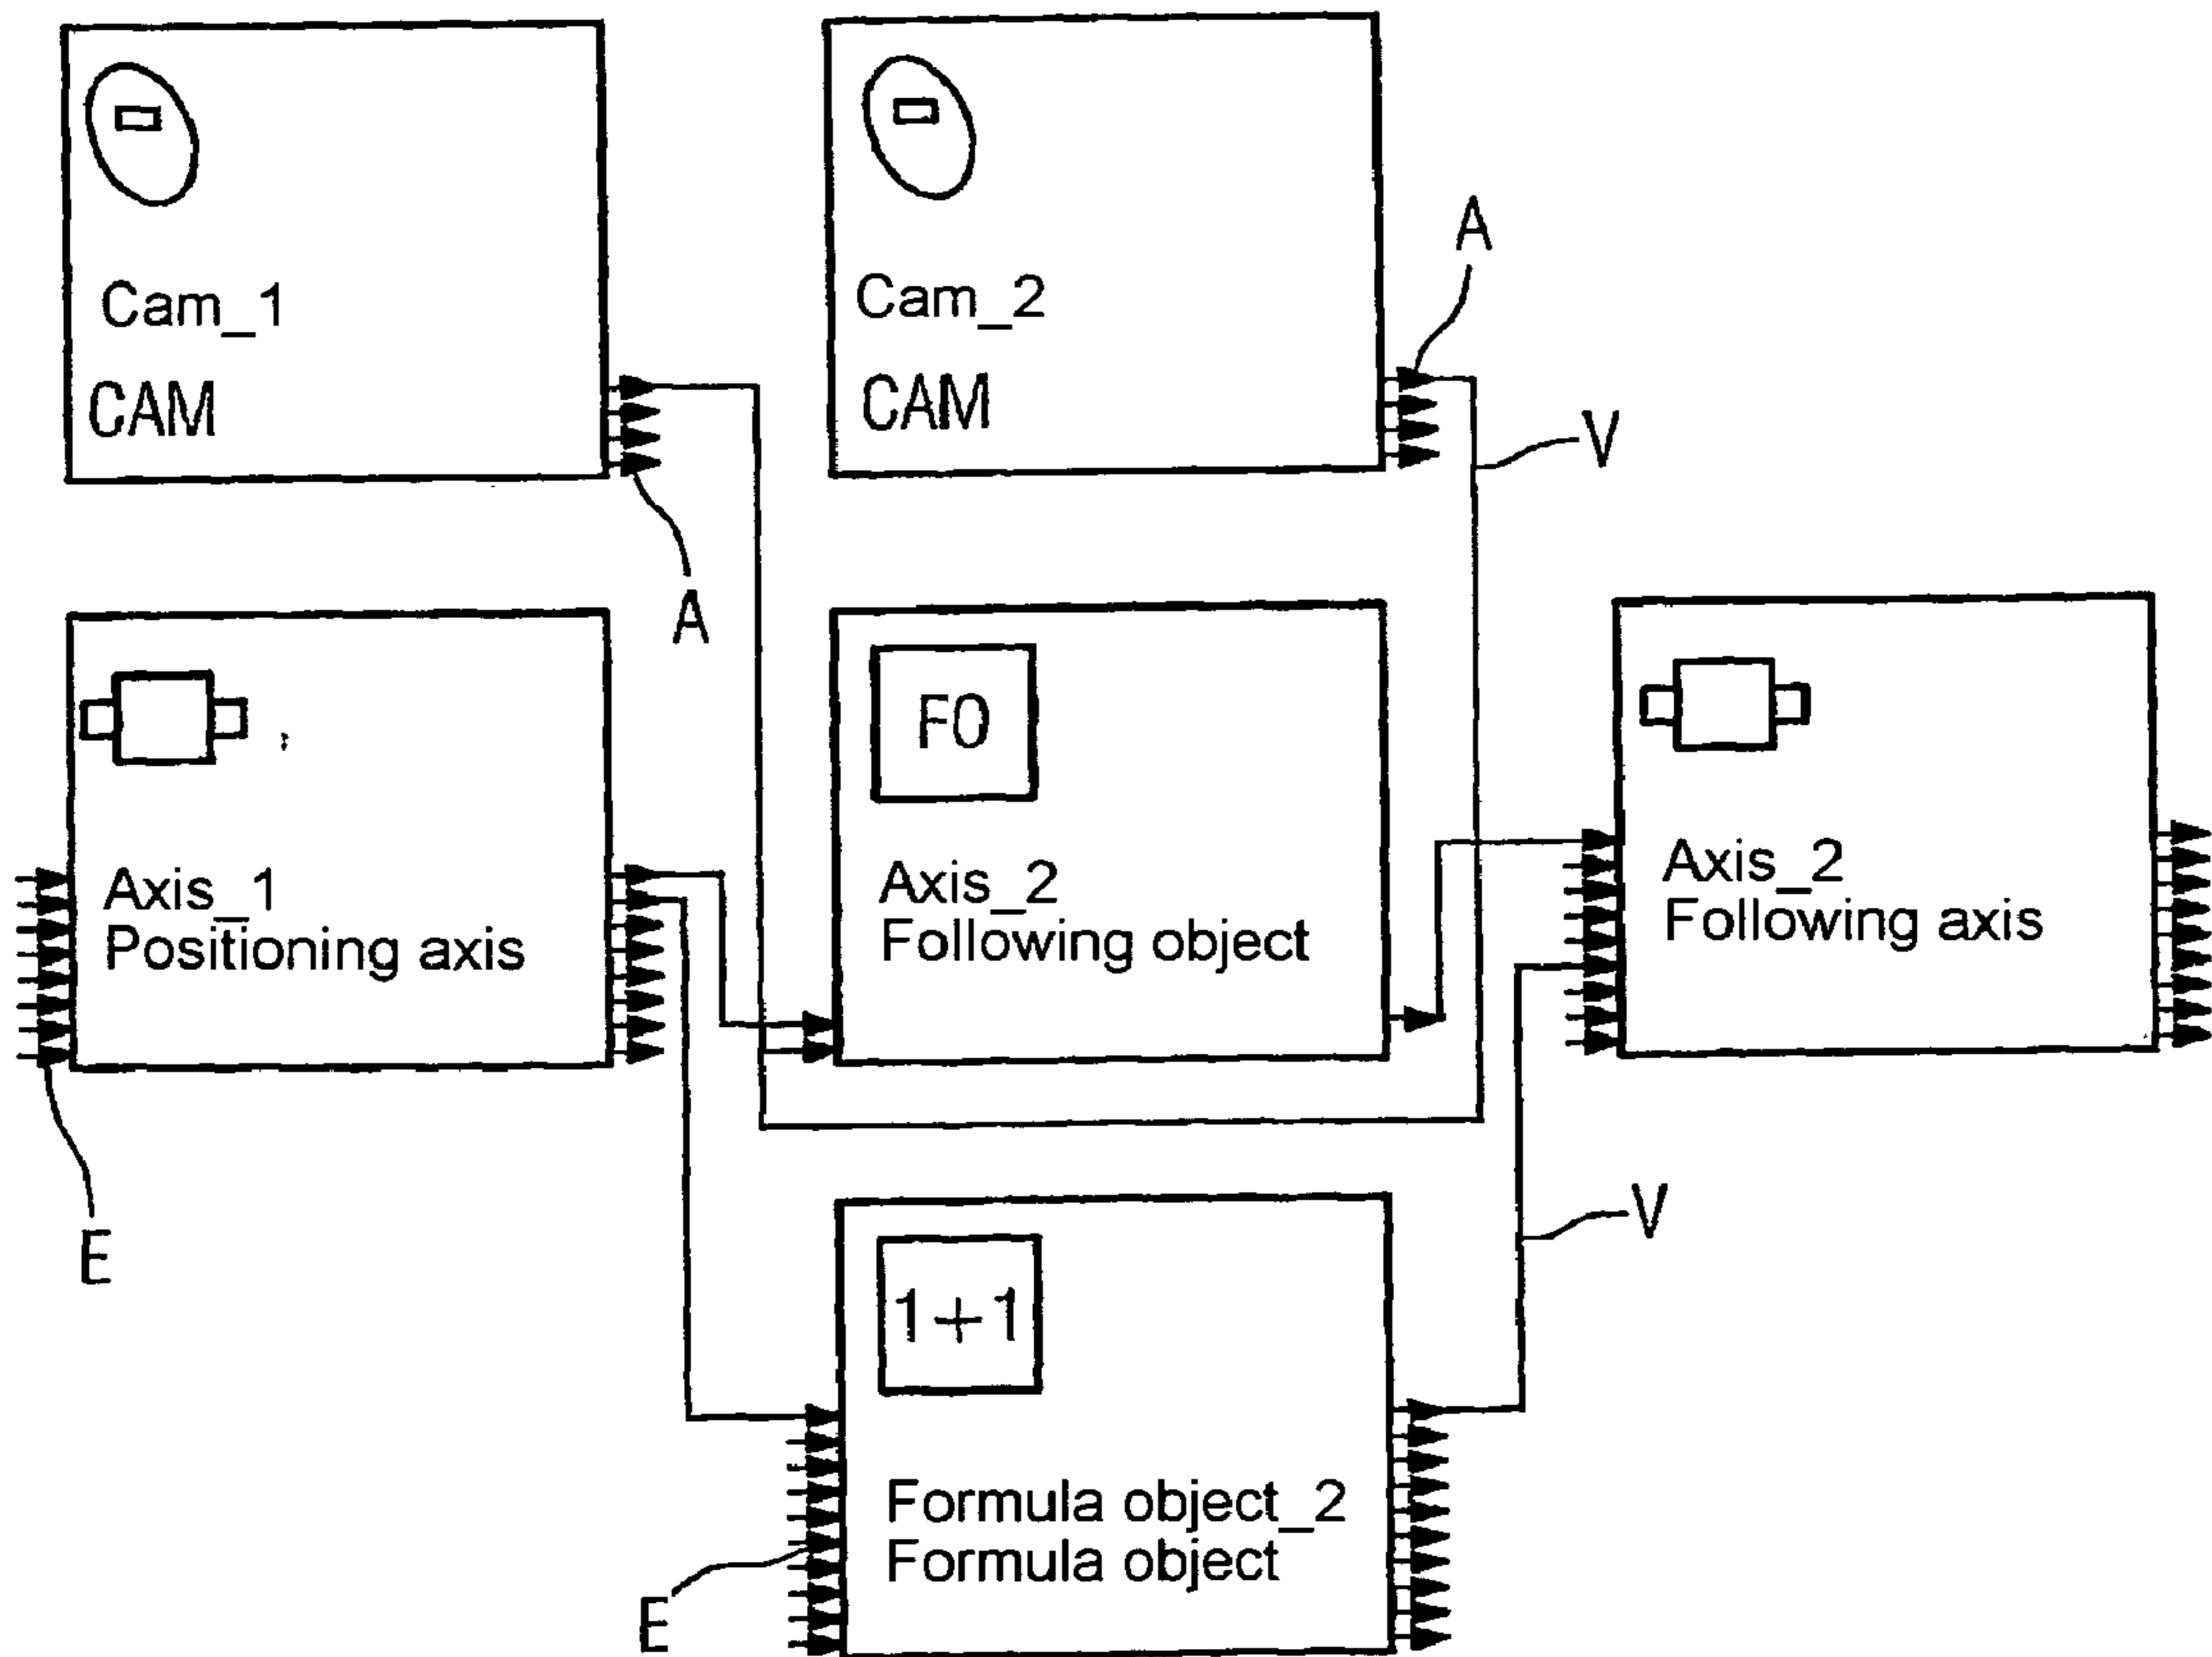 Cam_1
CAM
A
Cam_2
CAM
A
V
Axis_1
Positioning axis
E
FO
Axis_2
Following object
Axis_2
Following axis
V
1+1
Formula object_2
Formula object
E